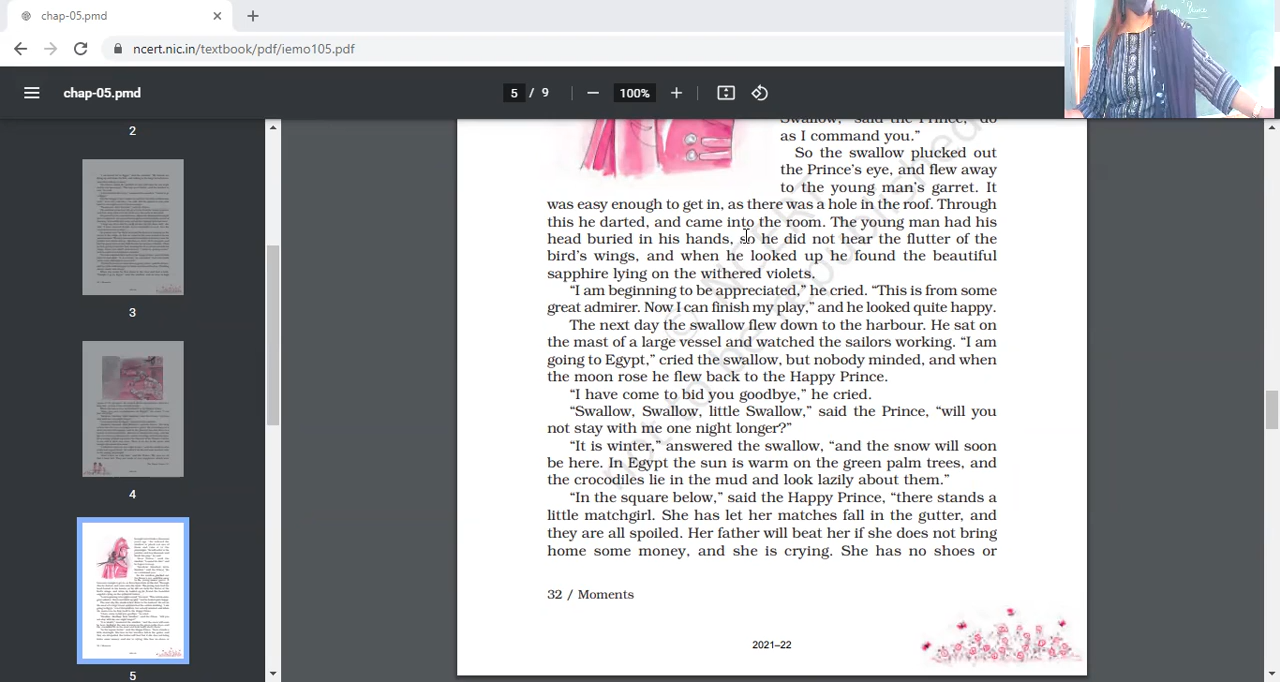 chap-05.pmd
ncert.nic.in/textbook/pdf/iemo105.pdf
chap-05.pmd
5 / 9
100%
Happy Prince
2
3
4
5
Swallow,” said the Prince, “do
as I command you.”
So the swallow plucked out
the Prince’s eye, and flew away
to the young man’s garret. It
was easy enough to get in, as there was a hole in the roof. Through
this he darted, and came into the room. The young man had his
head buried in his hands, so he did not hear the flutter of the
bird’s wings, and when he looked up he found the beautiful
sapphire lying on the withered violets.
“I am beginning to be appreciated,” he cried. “This is from some
great admirer. Now I can finish my play,” and he looked quite happy.
The next day the swallow flew down to the harbour. He sat on
the mast of a large vessel and watched the sailors working. “I am
going to Egypt,” cried the swallow, but nobody minded, and when
the moon rose he flew back to the Happy Prince.
“I have come to bid you goodbye,” he cried.
“Swallow, Swallow, little Swallow,” said the Prince, “will you
not stay with me one night longer?”
“It is winter,” answered the swallow, “and the snow will soon
be here. In Egypt the sun is warm on the green palm trees, and
the crocodiles lie in the mud and look lazily about them.”
“In the square below,” said the Happy Prince, “there stands a
little matchgirl. She has let her matches fall in the gutter, and
they are all spoiled. Her father will beat her if she does not bring
home some money, and she is crying. She has no shoes or
32 / Moments
2021–22